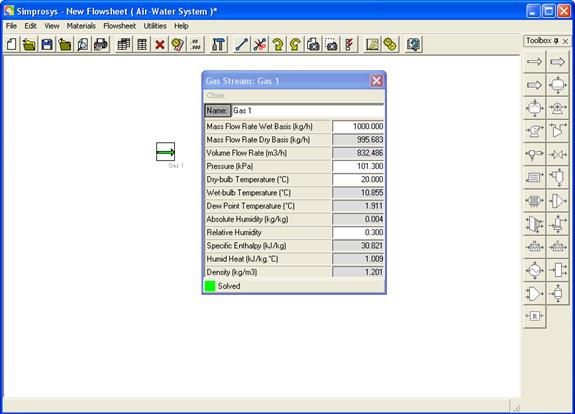 Simprosys - New Flowsheet ( Air-Water System )*
File Edit View Materials Flowsheet Utilities Help
.00
.000
T
Toolbox
Gas 1
Gas Stream: Gas 1
Close
Name: Gas 1
Mass Flow Rate Wet Basis (kg/h) 1000.000
Mass Flow Rate Dry Basis (kg/h) 995.683
Volume Flow Rate (m3/h) 832.486
Pressure (kPa) 101.300
Dry-bulb Temperature (°C) 20.000
Wet-bulb Temperature (°C) 10.855
Dew Point Temperature (°C) 1.911
Absolute Humidity (kg/kg) 0.004
Relative Humidity 0.300
Specific Enthalpy (kJ/kg) 30.821
Humid Heat (kJ/kg.°C) 1.009
Density (kg/m3) 1.201
Solved
R